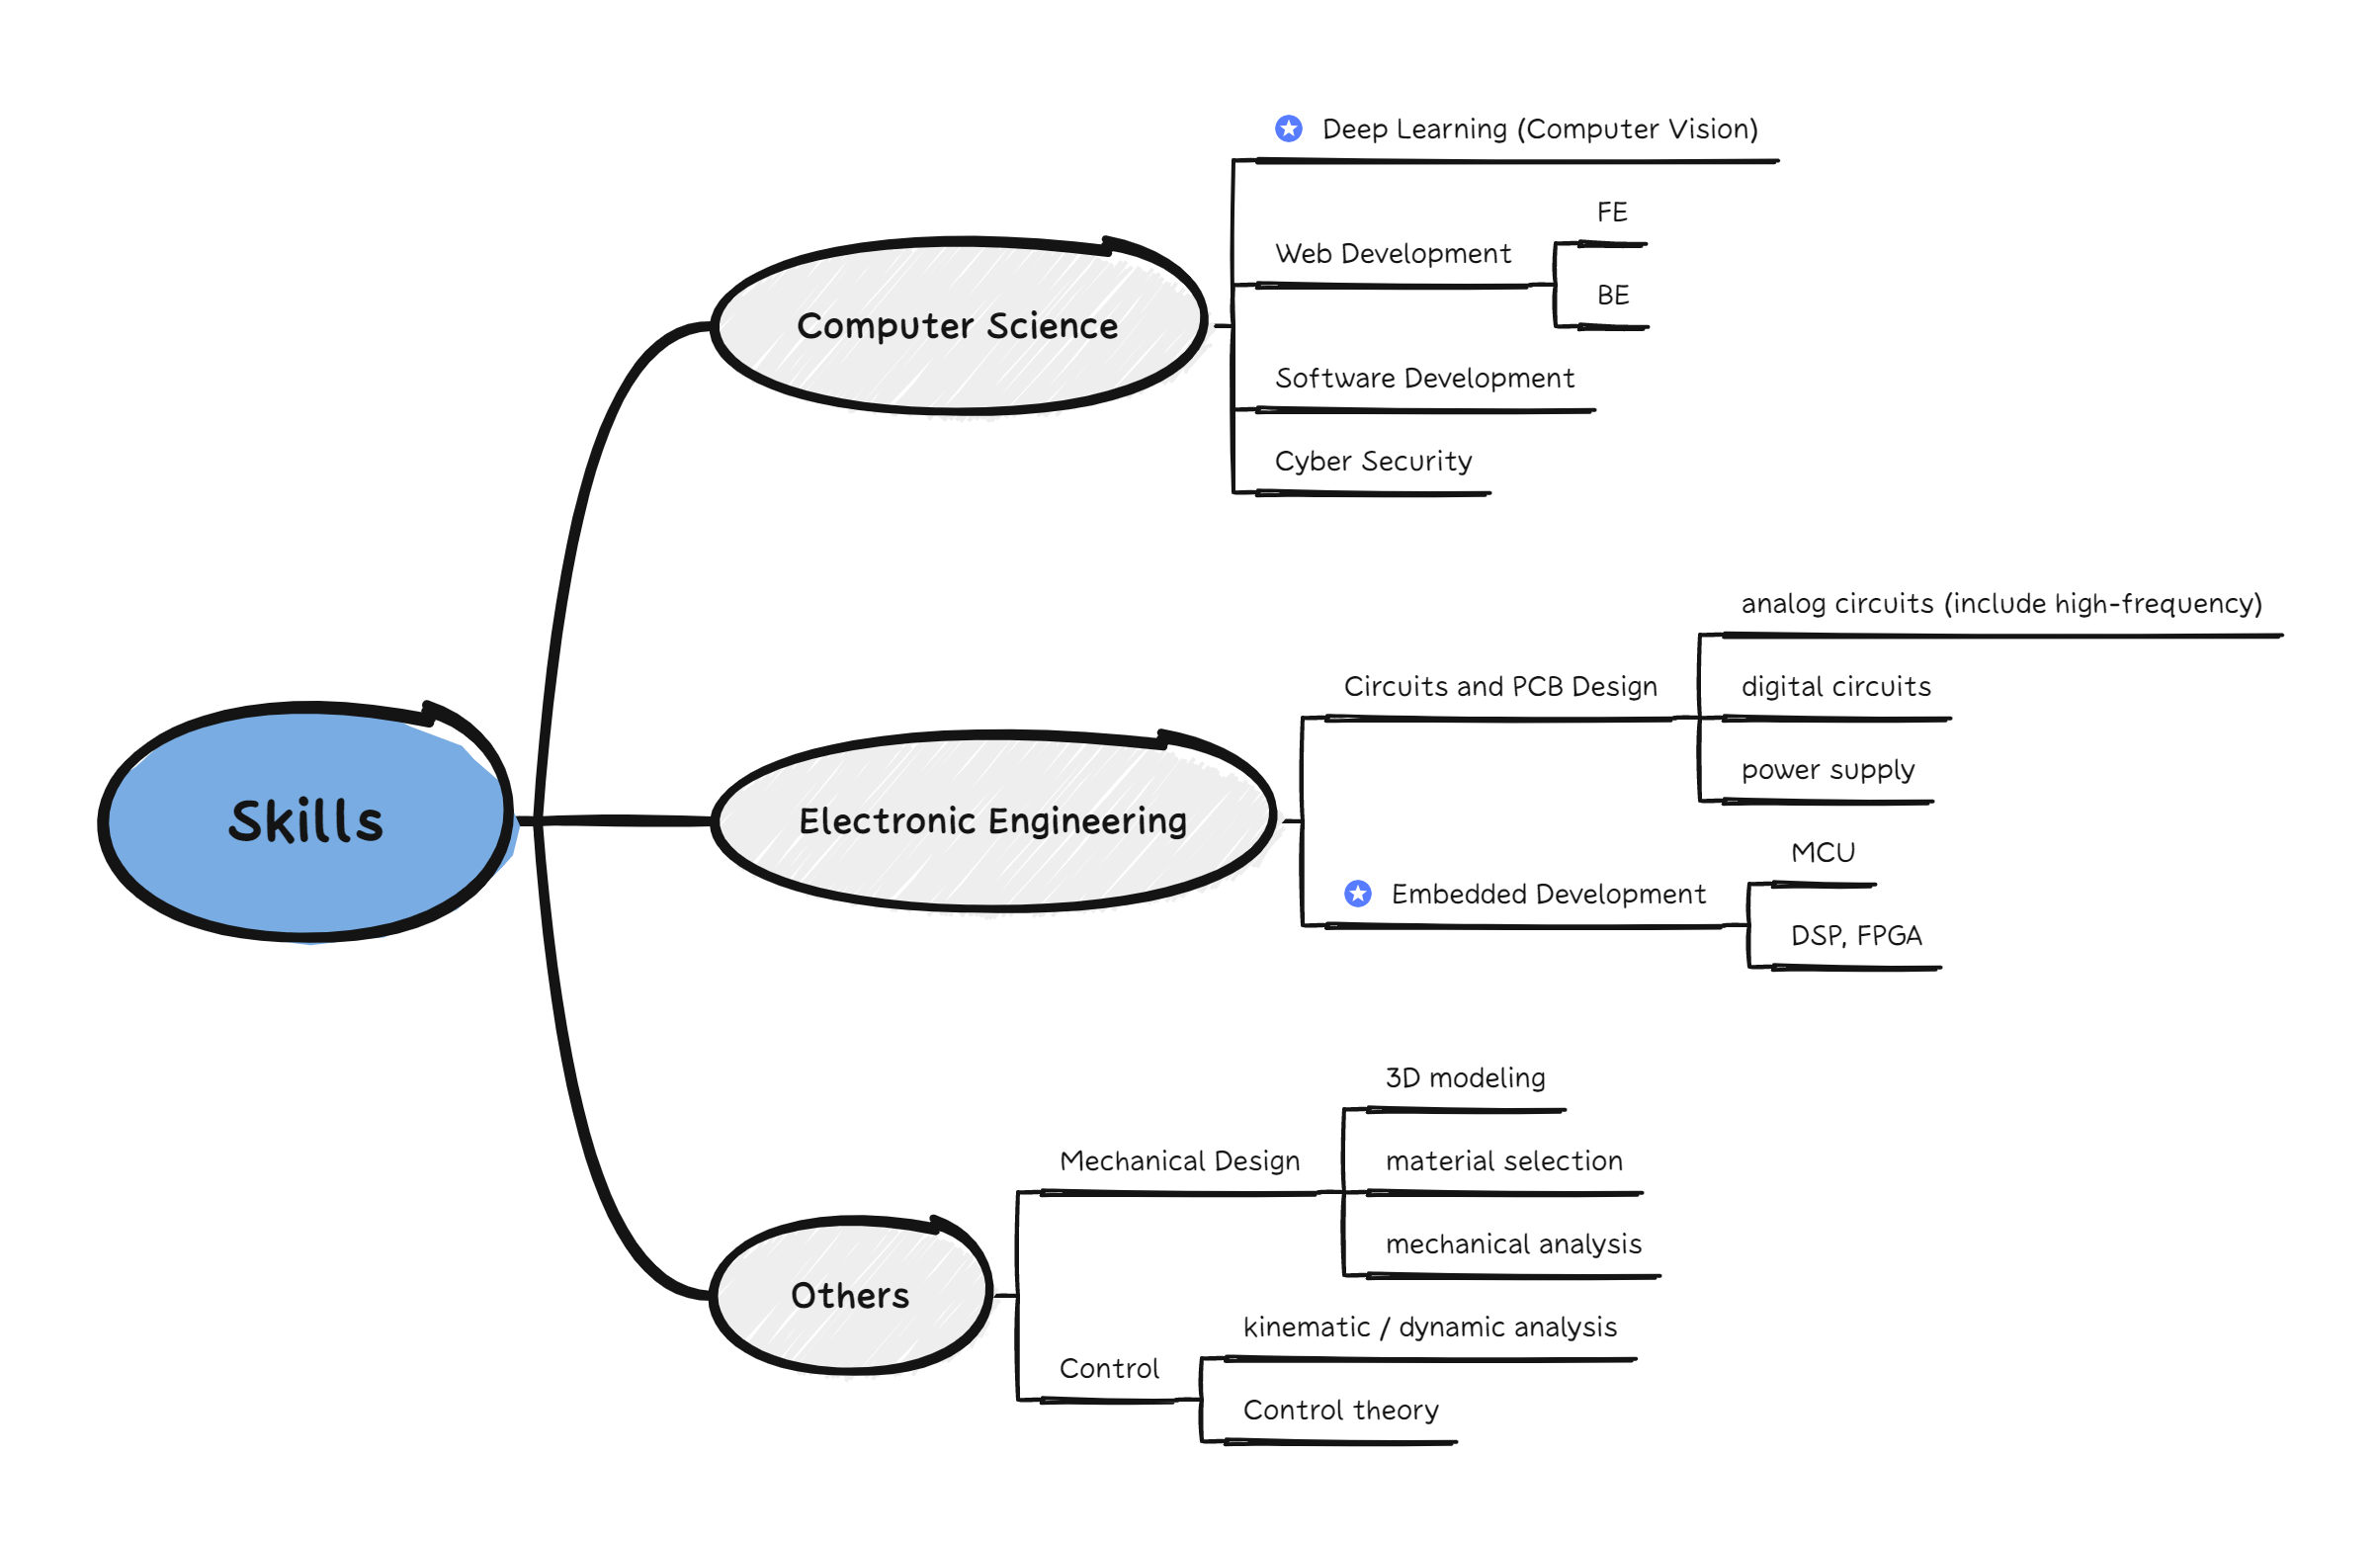 Skills
Computer Science
Deep Learning (Computer Vision)
Web Development
FE
BE
Software Development
Cyber Security
Electronic Engineering
Circuits and PCB Design
analog circuits (include high-frequency)
digital circuits
power supply
Embedded Development
MCU
DSP, FPGA
Others
Mechanical Design
3D modeling
material selection
mechanical analysis
Control
kinematic / dynamic analysis
Control theory